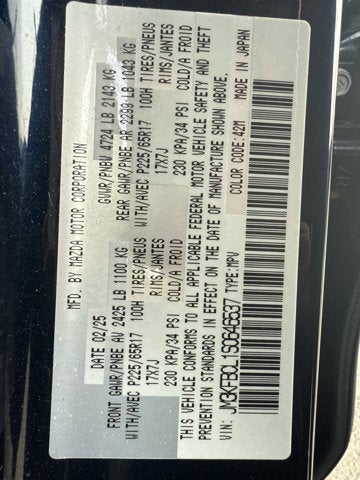 MFD. BY MAZDA MOTOR CORPORATION
DATE 02/25 GVWR/PNBV 4724 LB 2143 KG
FRONT GAWR/PNBE AV 2425 LB 1100 KG REAR GAWR/PNBE AR 2299 LB 1043 KG
WITH/AVEC P225/65R17 100H TIRES/PNEUS WITH/AVEC P225/65R17 100H TIRES/PNEUS
17X7J RIMS/JANTES 17X7J RIMS/JANTES
230 KPA/34 PSI COLD/A FROID 230 KPA/34 PSI COLD/A FROID
THIS VEHICLE CONFORMS TO ALL APPLICABLE FEDERAL MOTOR VEHICLE SAFETY AND THEFT
PREVENTION STANDARDS IN EFFECT ON THE DATE OF MANUFACTURE SHOWN ABOVE.
VIN: JM3KFBCL1S0646537 TYPE:MPV COLOR CODE:42M MADE IN JAPAN